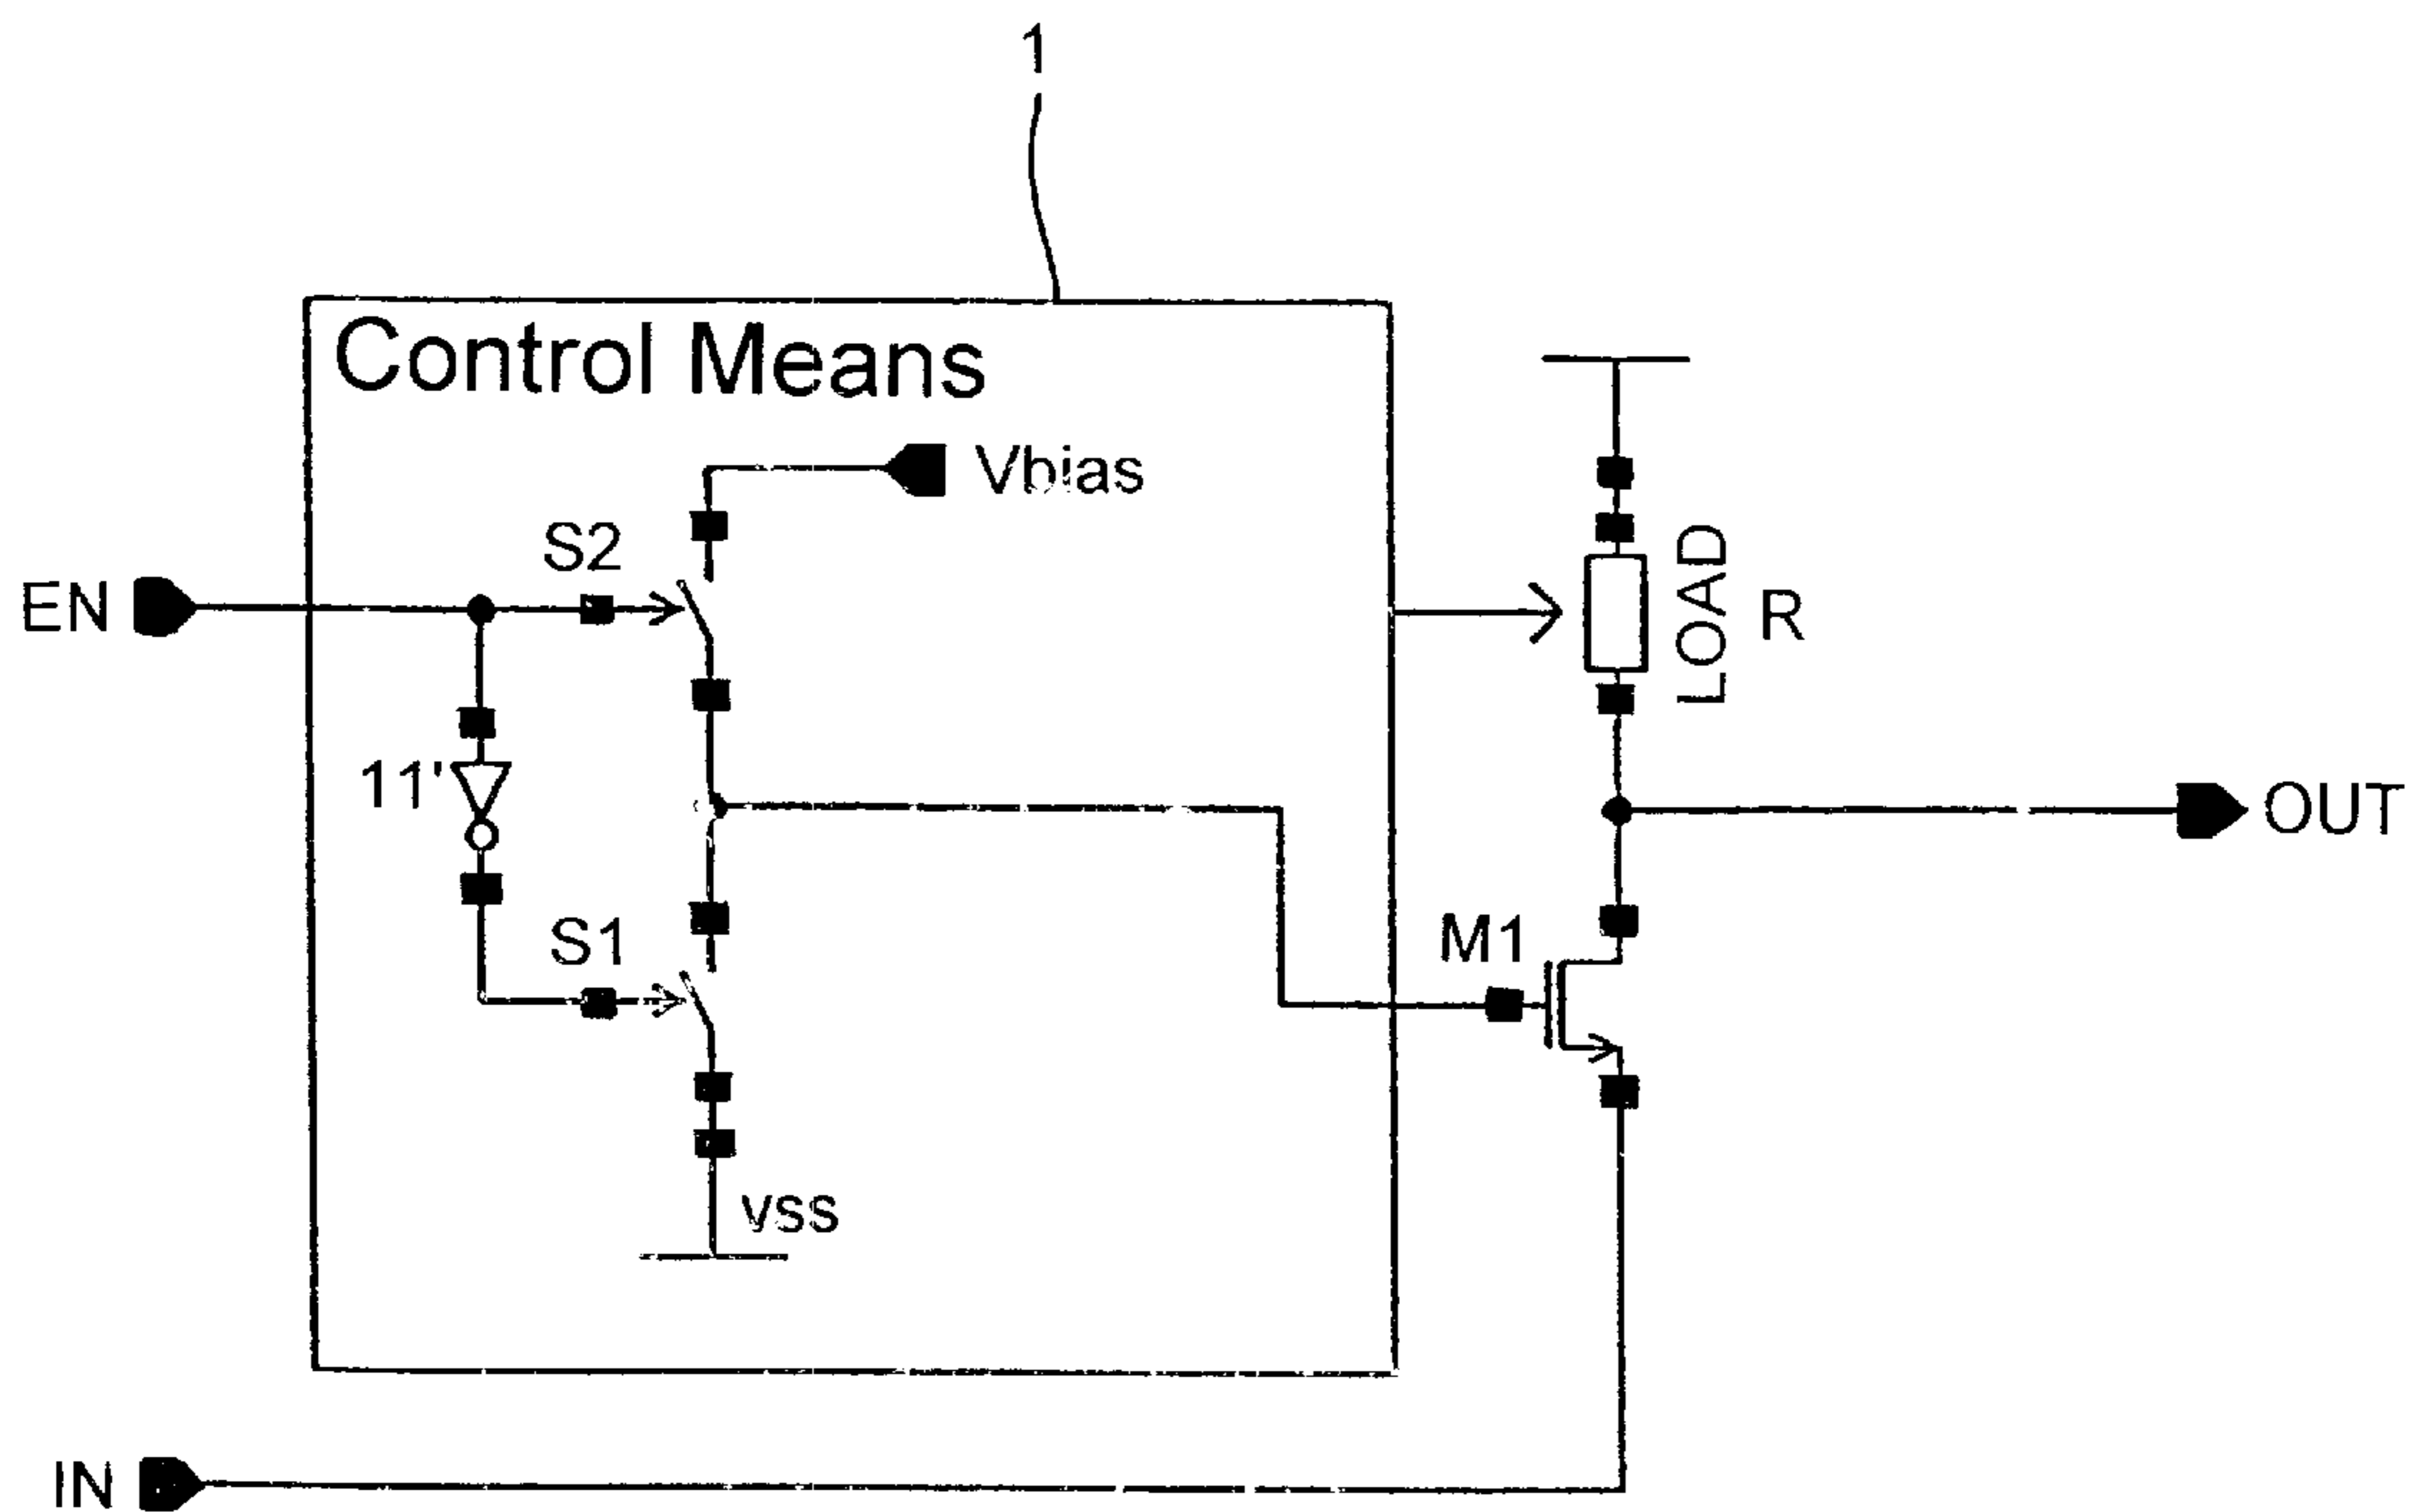 1
Control Means
Vbias
S2
EN
LOAD
R
11'
OUT
S1
M1
vss
IN